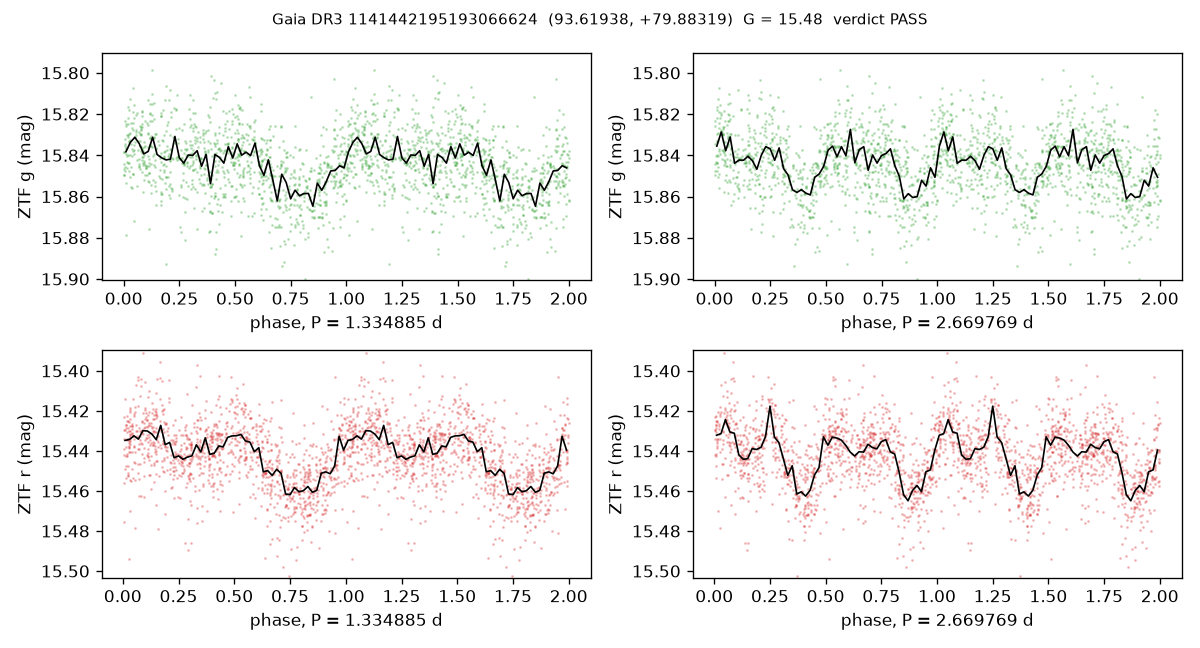 Gaia DR3 1141442195193066624 (93.61938, +79.88319) G = 15.48 verdict PASS
ZTF g (mag)
15.80
15.82
15.84
15.86
15.88
15.90
0.00 0.25 0.50 0.75 1.00 1.25 1.50 1.75 2.00
phase, P = 1.334885 d
ZTF g (mag)
15.80
15.82
15.84
15.86
15.88
15.90
0.00 0.25 0.50 0.75 1.00 1.25 1.50 1.75 2.00
phase, P = 2.669769 d
ZTF r (mag)
15.40
15.42
15.44
15.46
15.48
15.50
0.00 0.25 0.50 0.75 1.00 1.25 1.50 1.75 2.00
phase, P = 1.334885 d
ZTF r (mag)
15.40
15.42
15.44
15.46
15.48
15.50
0.00 0.25 0.50 0.75 1.00 1.25 1.50 1.75 2.00
phase, P = 2.669769 d